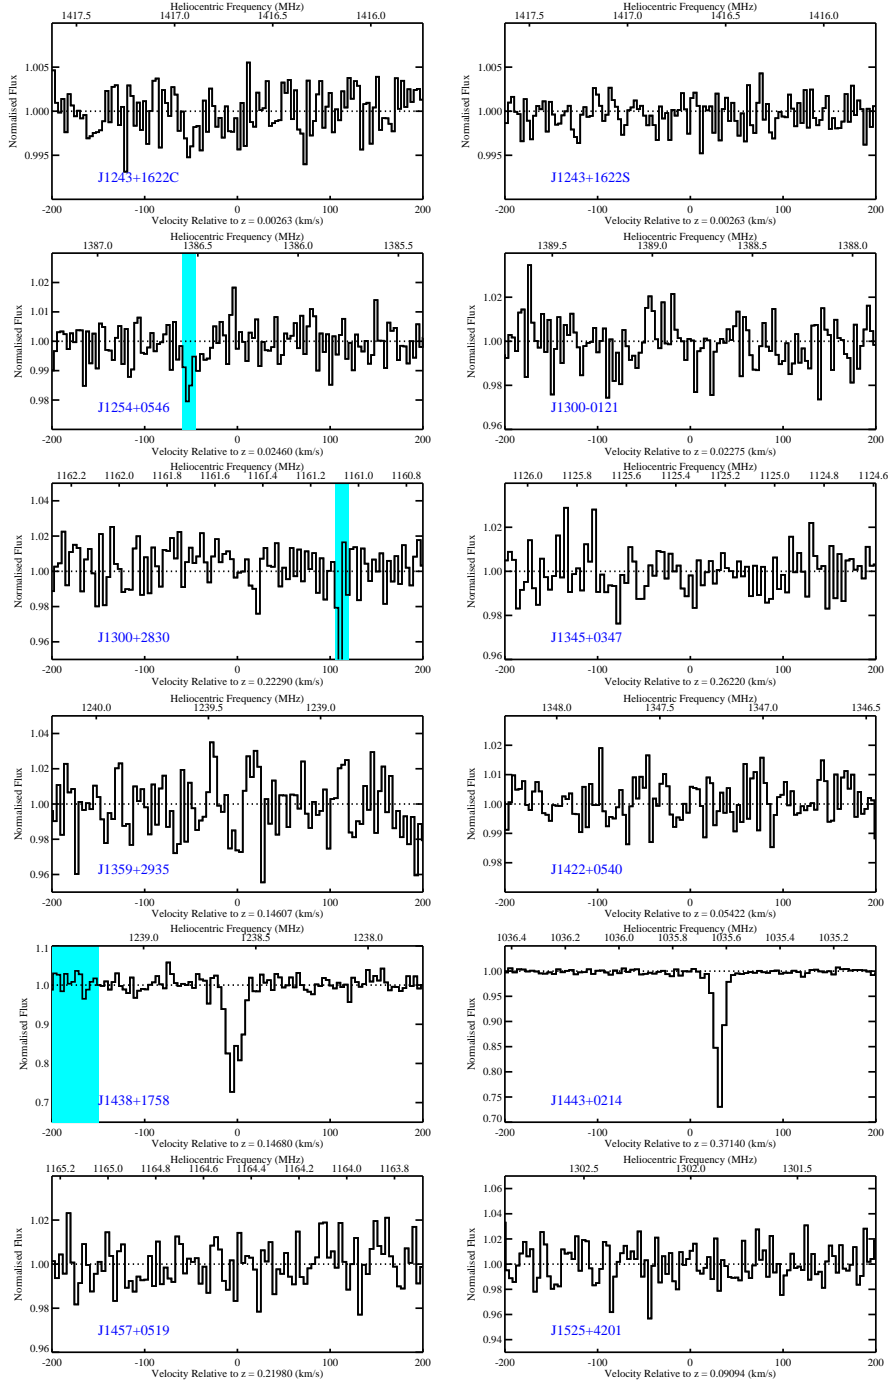 Heliocentric Frequency (MHz)
1417.5 1417.0 1416.5 1416.0
1.005
1.000
0.995
Normalised Flux
J1243+1622C
-200 -100 0 100 200
Velocity Relative to z = 0.00263 (km/s)
Heliocentric Frequency (MHz)
1417.5 1417.0 1416.5 1416.0
1.005
1.000
0.995
Normalised Flux
J1243+1622S
-200 -100 0 100 200
Velocity Relative to z = 0.00263 (km/s)
Heliocentric Frequency (MHz)
1387.0 1386.5 1386.0 1385.5
1.02
1.01
1.00
0.99
0.98
Normalised Flux
J1254+0546
-200 -100 0 100 200
Velocity Relative to z = 0.02460 (km/s)
Heliocentric Frequency (MHz)
1389.5 1389.0 1388.5 1388.0
1.02
1.00
0.98
0.96
Normalised Flux
J1300-0121
-200 -100 0 100 200
Velocity Relative to z = 0.02275 (km/s)
Heliocentric Frequency (MHz)
1162.2 1162.0 1161.8 1161.6 1161.4 1161.2 1161.0 1160.8
1.04
1.02
1.00
0.98
0.96
Normalised Flux
J1300+2830
-200 -100 0 100 200
Velocity Relative to z = 0.22290 (km/s)
Heliocentric Frequency (MHz)
1126.0 1125.8 1125.6 1125.4 1125.2 1125.0 1124.8 1124.6
1.02
1.00
0.98
0.96
Normalised Flux
J1345+0347
-200 -100 0 100 200
Velocity Relative to z = 0.26220 (km/s)
Heliocentric Frequency (MHz)
1240.0 1239.5 1239.0
1.04
1.02
1.00
0.98
0.96
Normalised Flux
J1359+2935
-200 -100 0 100 200
Velocity Relative to z = 0.14607 (km/s)
Heliocentric Frequency (MHz)
1348.0 1347.5 1347.0 1346.5
1.02
1.01
1.00
0.99
0.98
Normalised Flux
J1422+0540
-200 -100 0 100 200
Velocity Relative to z = 0.05422 (km/s)
Heliocentric Frequency (MHz)
1239.0 1238.5 1238.0
1.1
1.0
0.9
0.8
0.7
Normalised Flux
J1438+1758
-200 -100 0 100 200
Velocity Relative to z = 0.14680 (km/s)
Heliocentric Frequency (MHz)
1036.4 1036.2 1036.0 1035.8 1035.6 1035.4 1035.2
1.00
0.95
0.90
0.85
0.80
0.75
0.70
Normalised Flux
J1443+0214
-200 -100 0 100 200
Velocity Relative to z = 0.37140 (km/s)
Heliocentric Frequency (MHz)
1165.2 1165.0 1164.8 1164.6 1164.4 1164.2 1164.0 1163.8
1.02
1.00
0.98
0.96
Normalised Flux
J1457+0519
-200 -100 0 100 200
Velocity Relative to z = 0.21980 (km/s)
Heliocentric Frequency (MHz)
1302.5 1302.0 1301.5
1.06
1.04
1.02
1.00
0.98
0.96
0.94
Normalised Flux
J1525+4201
-200 -100 0 100 200
Velocity Relative to z = 0.09094 (km/s)